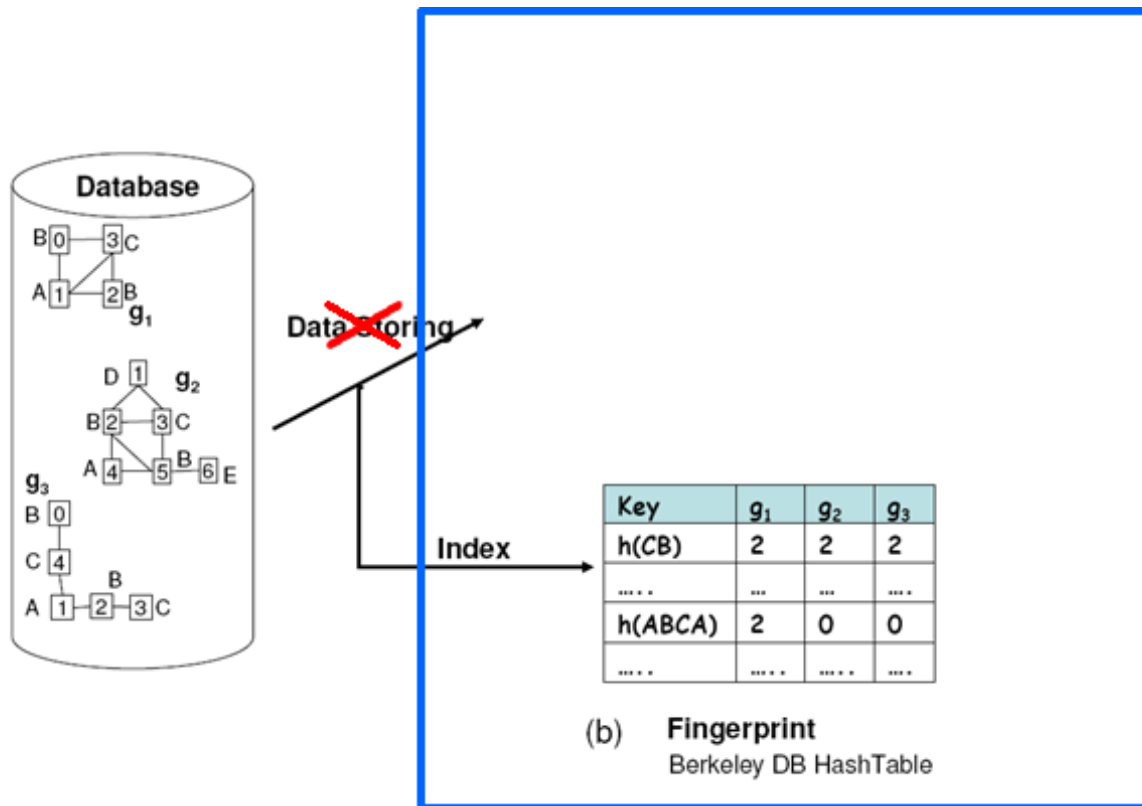 Database
B 0 3 C
A 1 2 B
g1
D 1 g2
B 2 3 C
A 4 5 B 6 E
g3
B 0
C 4
B
A 1 2 3 C
Data Storing
Index
Key g1 g2 g3
h(CB) 2 2 2
..... ... ... ....
h(ABCA) 2 0 0
..... ..... ..... ....
(b) Fingerprint
Berkeley DB HashTable